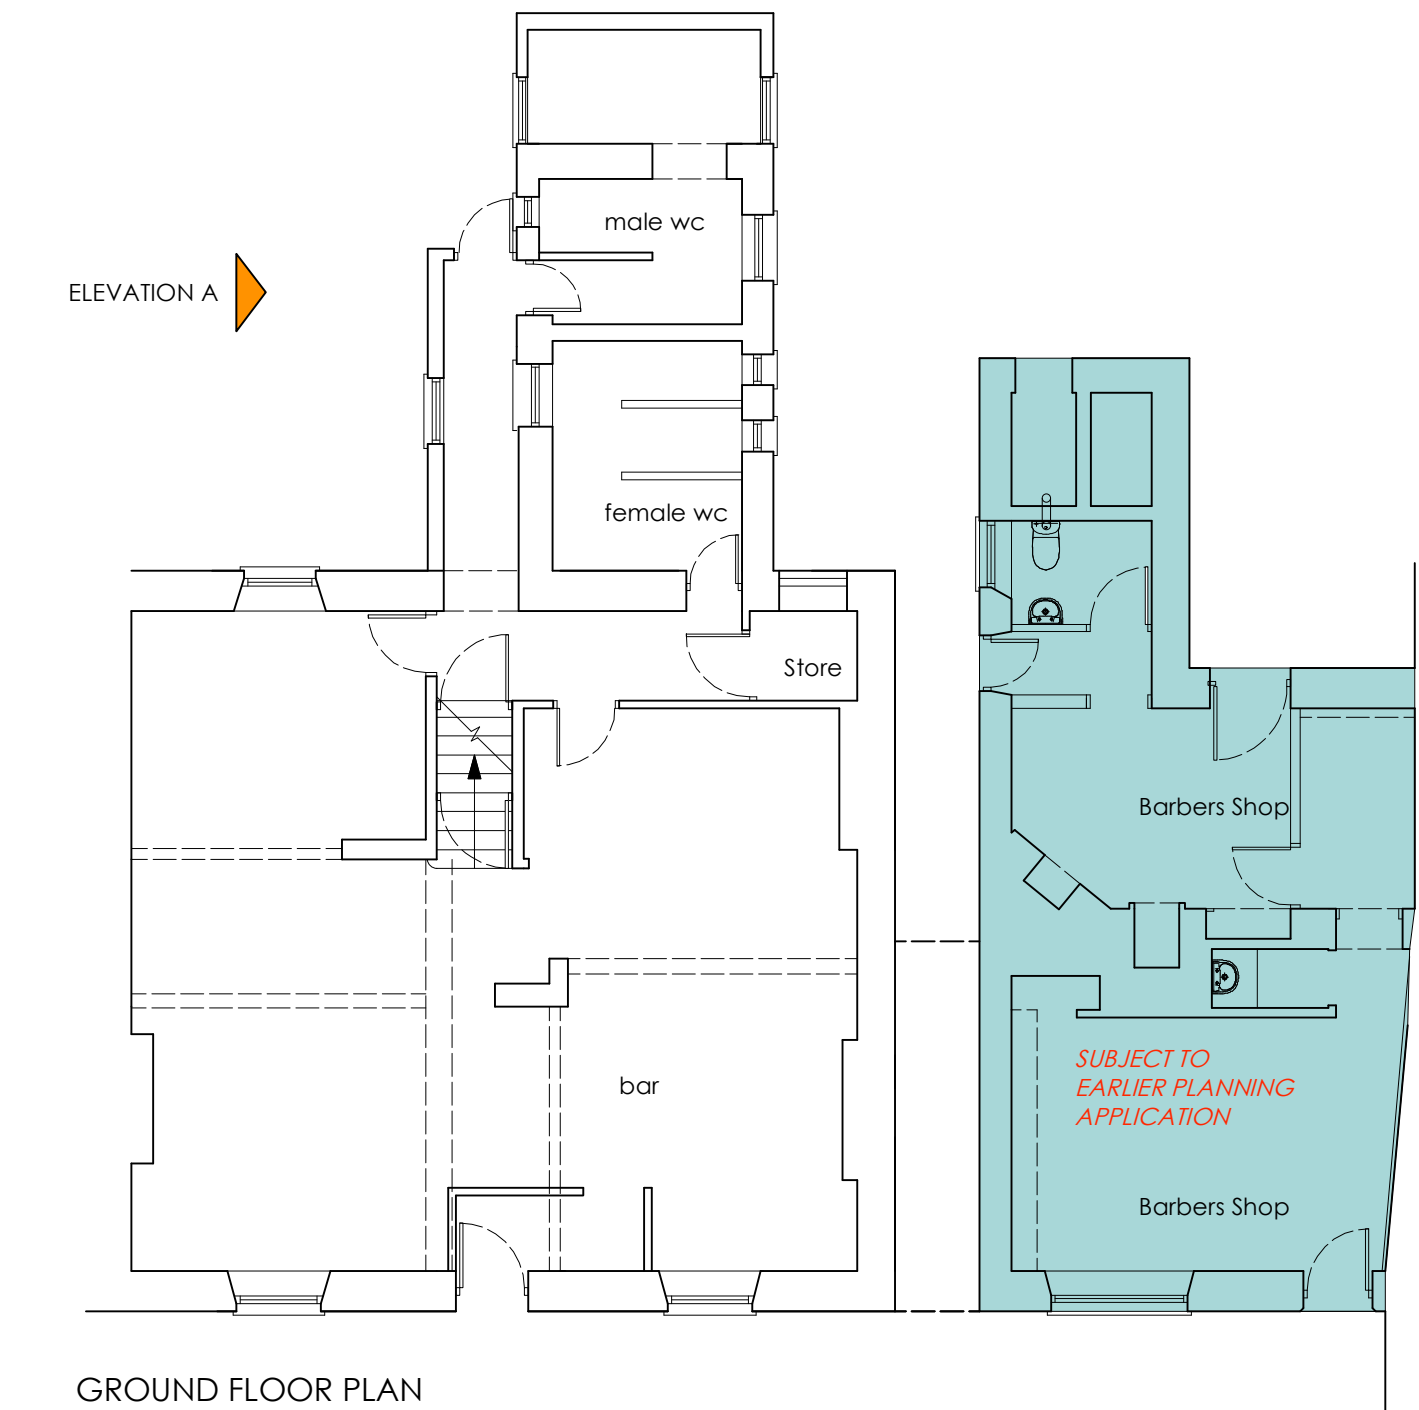 male wc
ELEVATION A
female wc
Store
Barbers Shop
SUBJECT TO
EARLIER PLANNING
APPLICATION
bar
Barbers Shop
GROUND FLOOR PLAN